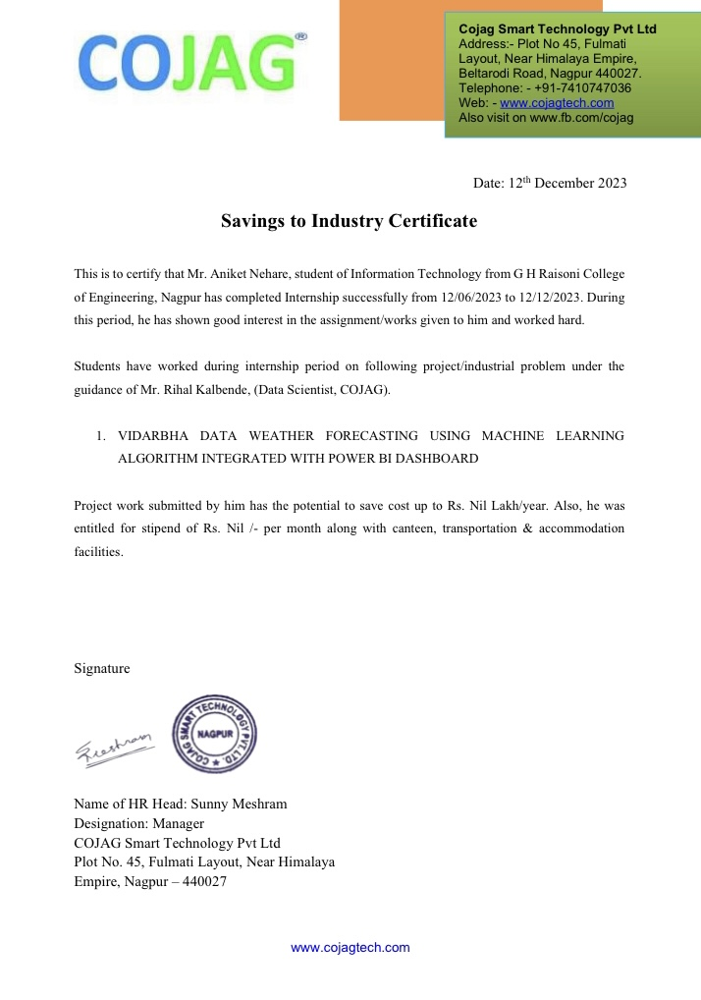 COJAG®
Cojag Smart Technology Pvt Ltd
Address:- Plot No 45, Fulmati
Layout, Near Himalaya Empire,
Beltarodi Road, Nagpur 440027.
Telephone: - +91-7410747036
Web: - www.cojagtech.com
Also visit on www.fb.com/cojag
Date: 12th December 2023
Savings to Industry Certificate
This is to certify that Mr. Aniket Nehare, student of Information Technology from G H Raisoni College
of Engineering, Nagpur has completed Internship successfully from 12/06/2023 to 12/12/2023. During
this period, he has shown good interest in the assignment/works given to him and worked hard.
Students have worked during internship period on following project/industrial problem under the
guidance of Mr. Rihal Kalbende, (Data Scientist, COJAG).
1. VIDARBHA DATA WEATHER FORECASTING USING MACHINE LEARNING
ALGORITHM INTEGRATED WITH POWER BI DASHBOARD
Project work submitted by him has the potential to save cost up to Rs. Nil Lakh/year. Also, he was
entitled for stipend of Rs. Nil /- per month along with canteen, transportation & accommodation
facilities.
Signature
COJAG SMART TECHNOLOGY PVT. LTD. ★
NAGPUR
Name of HR Head: Sunny Meshram
Designation: Manager
COJAG Smart Technology Pvt Ltd
Plot No. 45, Fulmati Layout, Near Himalaya
Empire, Nagpur – 440027
www.cojagtech.com